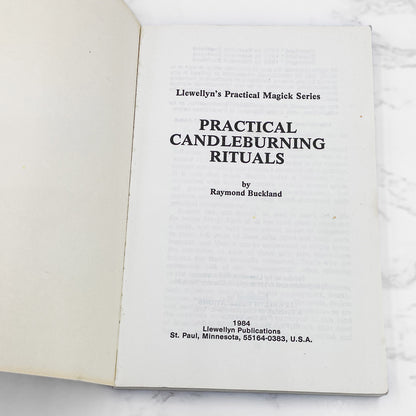 Llewellyn's Practical Magick Series
PRACTICAL
CANDLEBURNING
RITUALS
by
Raymond Buckland
1984
Llewellyn Publications
St. Paul, Minnesota, 55164-0383, U.S.A.